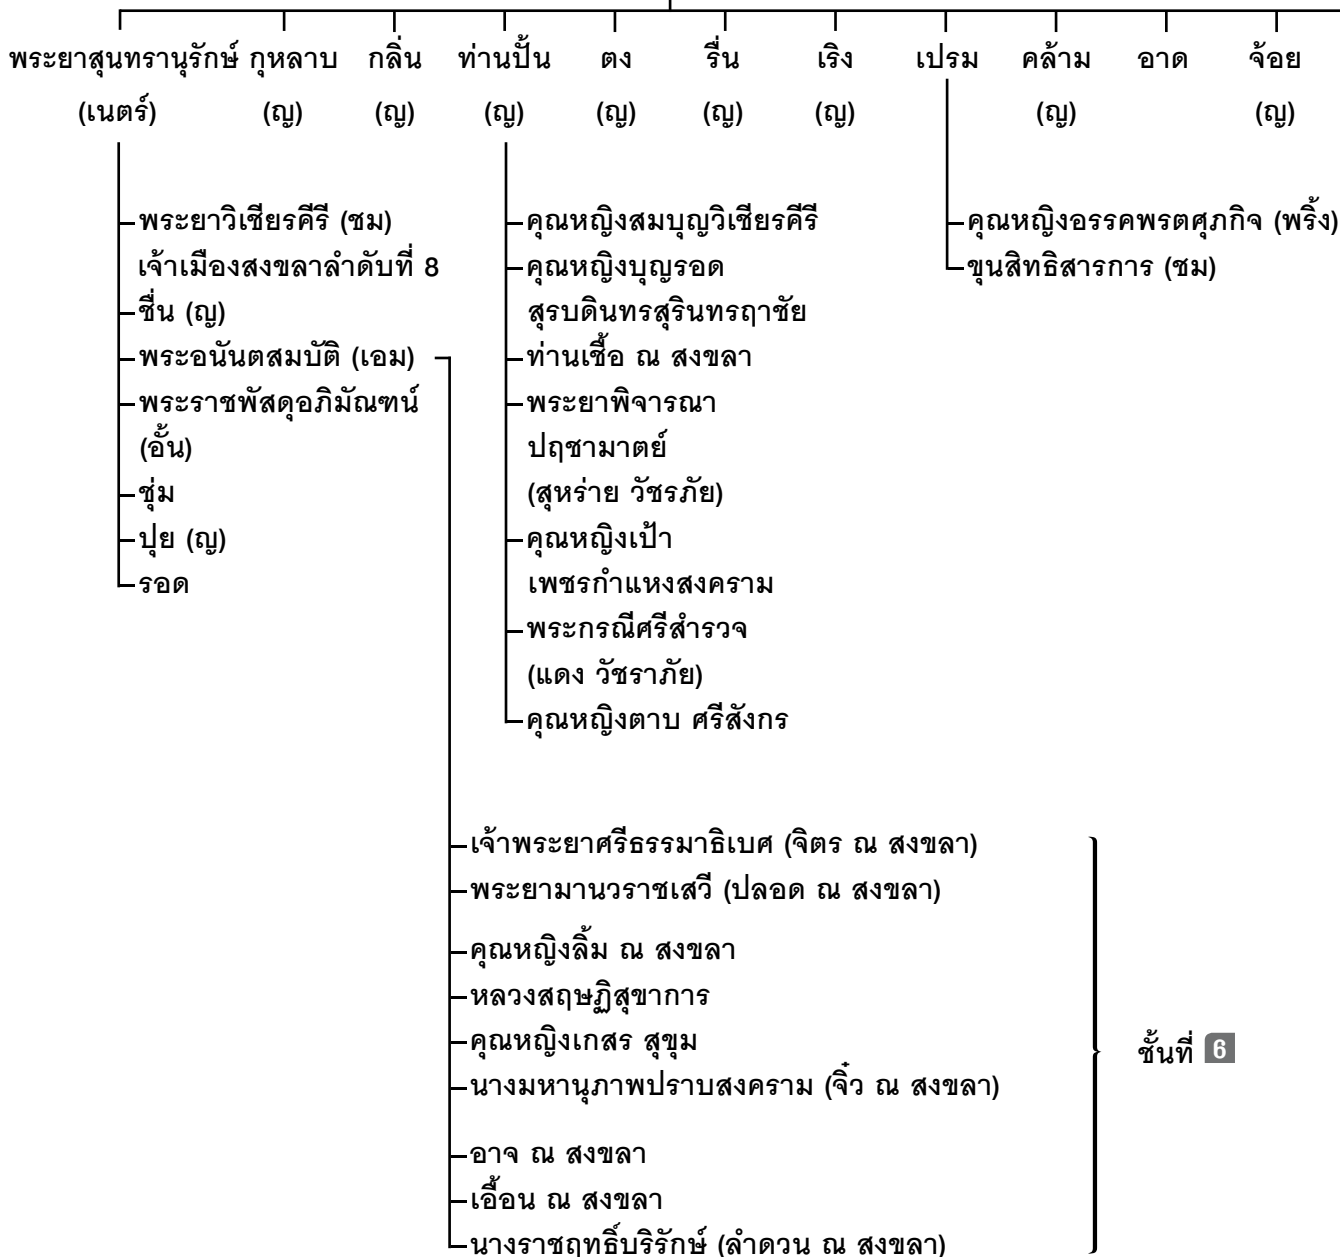 พระยาสุนทรานุรักษ์ กุหลาบ กลิ่น ท่านปั้น ตง รื่น เริง เปรม คล้าม อาด จ้อย
(เนตร์) (ญ) (ญ) (ญ) (ญ) (ญ) (ญ) (ญ) (ญ)
พระยาวิเชียรคีรี (ชม)
เจ้าเมืองสงขลาลำดับที่ 8
ชื่น (ญ)
พระอนันตสมบัติ (เอม)
พระราชพัสดุอภิมัณฑน์
(อั้น)
ชุ่ม
ปุย (ญ)
รอด
คุณหญิงสมบุญวิเชียรคีรี
คุณหญิงบุญรอด
สุรบดินทรสุรินทรฤาชัย
ท่านเชื้อ ณ สงขลา
พระยาพิจารณา
ปฤชามาตย์
(สุหร่าย วัชรภัย)
คุณหญิงเป้า
เพชรกำแหงสงคราม
พระกรณีศรีสำรวจ
(แดง วัชราภัย)
คุณหญิงตาบ ศรีสังกร
คุณหญิงอรรคพรตศุภกิจ (พริ้ง)
ขุนสิทธิสารการ (ชม)
เจ้าพระยาศรีธรรมาธิเบศ (จิตร ณ สงขลา)
พระยามานวราชเสวี (ปลอด ณ สงขลา)
คุณหญิงลิ้ม ณ สงขลา
หลวงสฤษฏิสุขาการ
คุณหญิงเกสร สุขุม
นางมหานุภาพปราบสงคราม (จิ๋ว ณ สงขลา)
อาจ ณ สงขลา
เอื้อน ณ สงขลา
นางราชฤทธิ์บริรักษ์ (ลำดวน ณ สงขลา)
ชั้นที่ 6